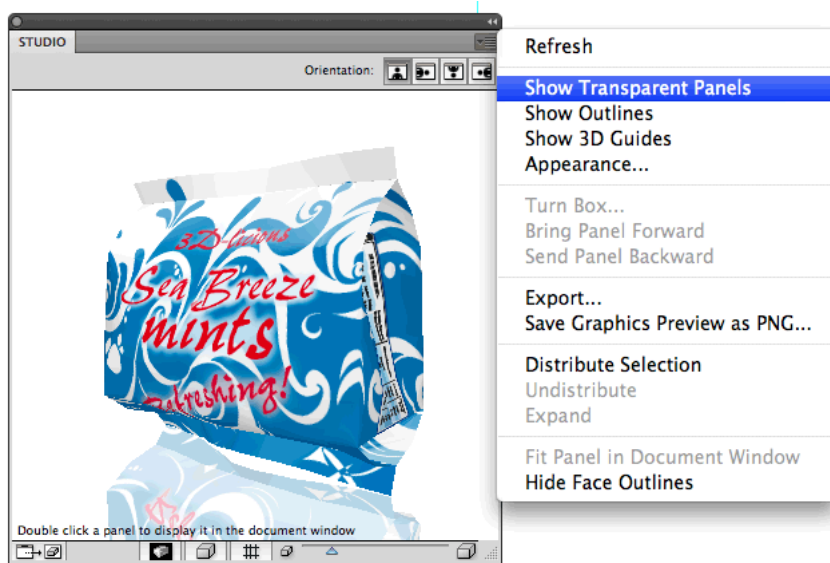 STUDIO
Orientation:
3D-licious
Sea Breeze
mints
Refreshing!
Double click a panel to display it in the document window
Refresh
Show Transparent Panels
Show Outlines
Show 3D Guides
Appearance...
Turn Box...
Bring Panel Forward
Send Panel Backward
Export...
Save Graphics Preview as PNG...
Distribute Selection
Undistribute
Expand
Fit Panel in Document Window
Hide Face Outlines